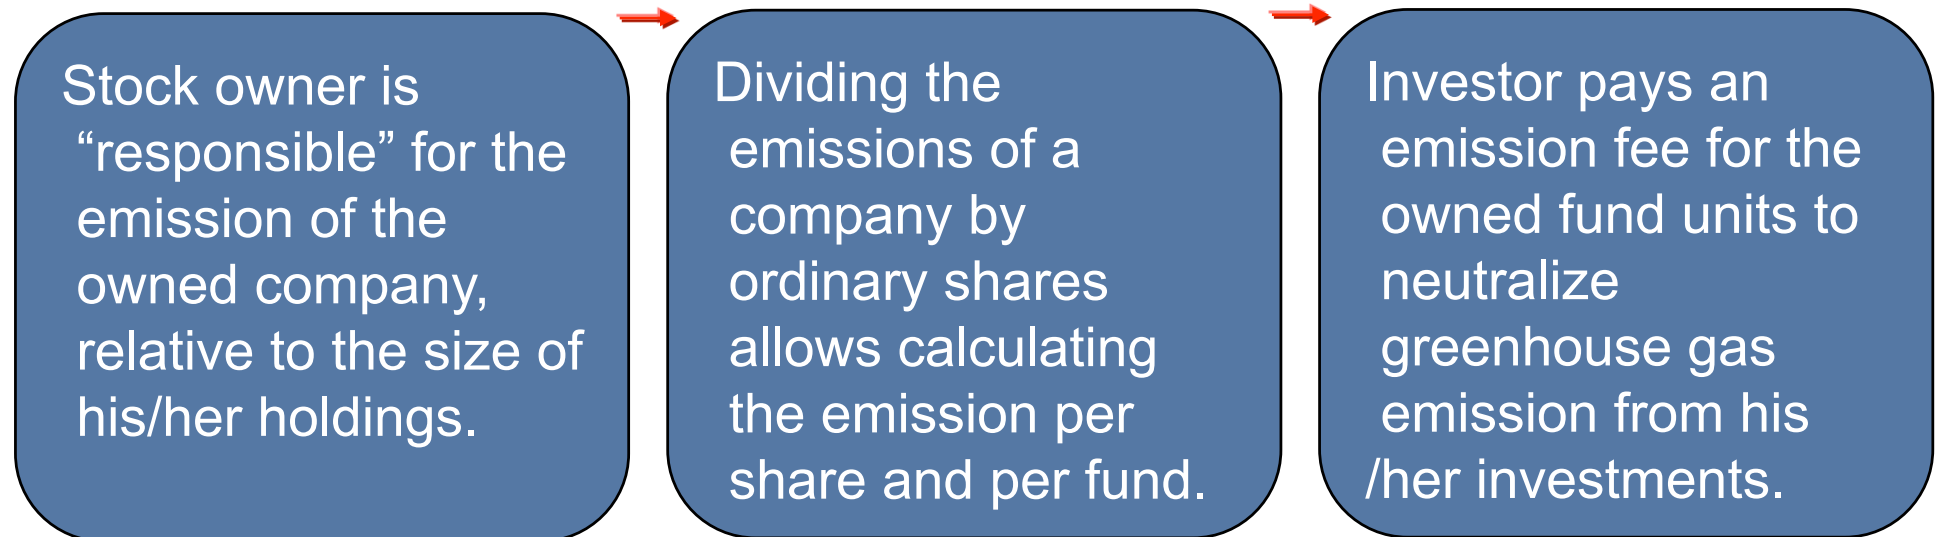 Stock owner is
“responsible” for the
emission of the
owned company,
relative to the size of
his/her holdings.
Dividing the
emissions of a
company by
ordinary shares
allows calculating
the emission per
share and per fund.
Investor pays an
emission fee for the
owned fund units to
neutralize
greenhouse gas
emission from his
/her investments.